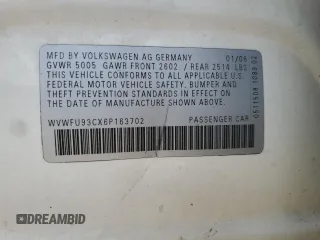 MFD BY VOLKSWAGEN AG GERMANY 01/06
GVWR 5005 GAWR FRONT 2602 / REAR 2514 LBS
THIS VEHICLE CONFORMS TO ALL APPLICABLE
FEDERAL MOTOR VEHICLE SAFETY, BUMPER AND
THEFT PREVENTION STANDARDS IN EFFECT ON
THE DATE OF MANUFACTURE SHOWN ABOVE
WVWFU93CX6P163702 PASSENGER CAR
DREAMBID